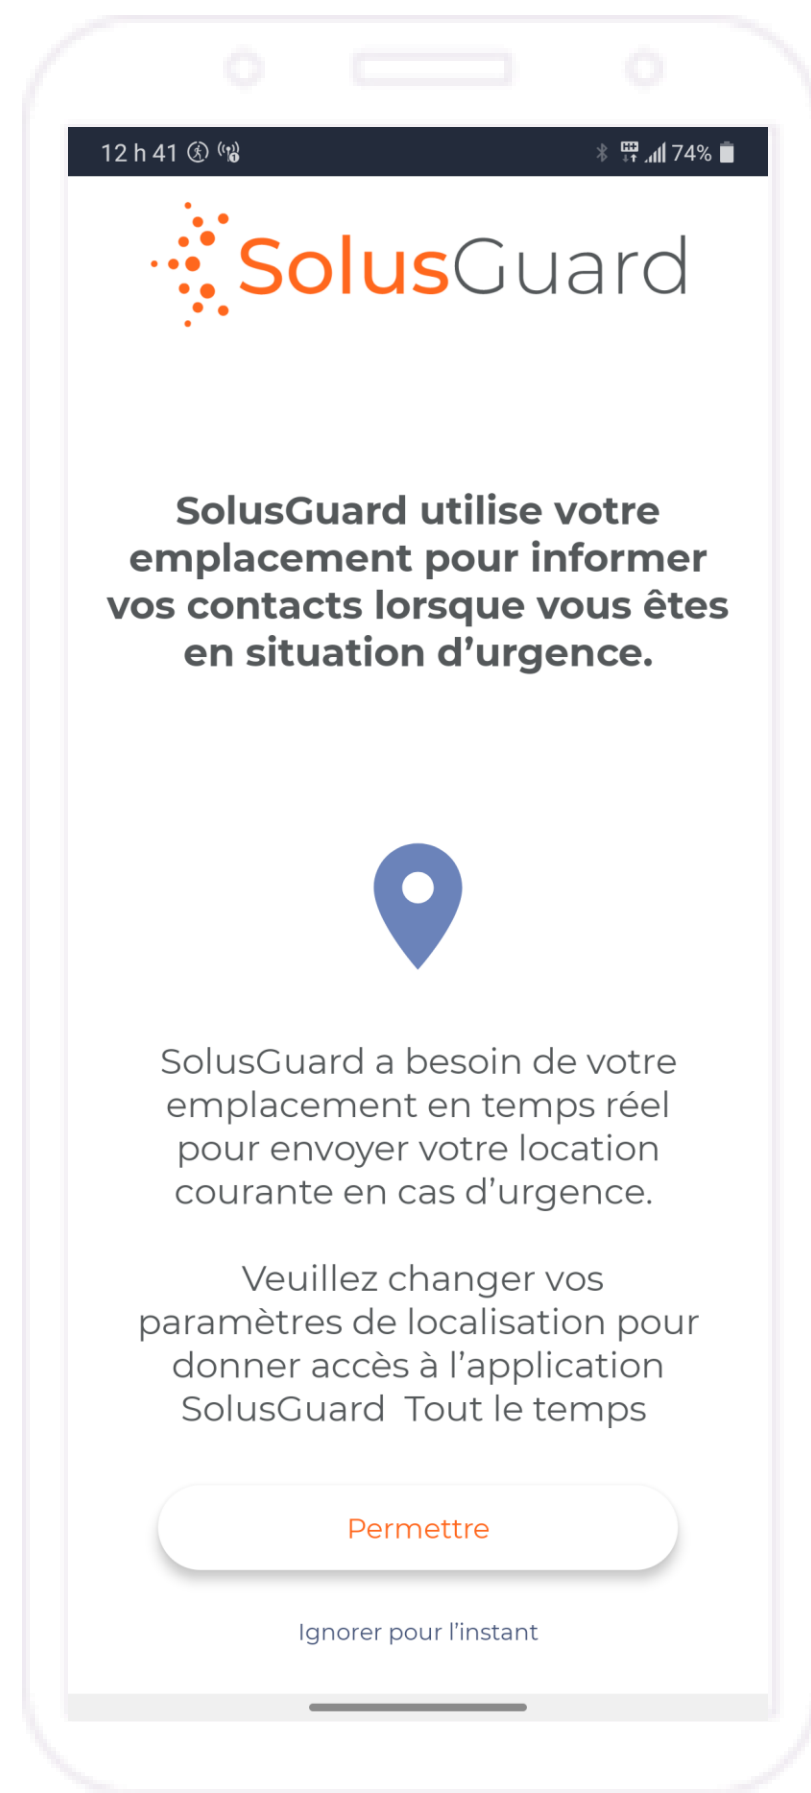 12 h 41
74%
SolusGuard
SolusGuard utilise votre
emplacement pour informer
vos contacts lorsque vous êtes
en situation d’urgence.
SolusGuard a besoin de votre
emplacement en temps réel
pour envoyer votre location
courante en cas d’urgence.
Veuillez changer vos
paramètres de localisation pour
donner accès à l’application
SolusGuard  Tout le temps
Permettre
Ignorer pour l’instant